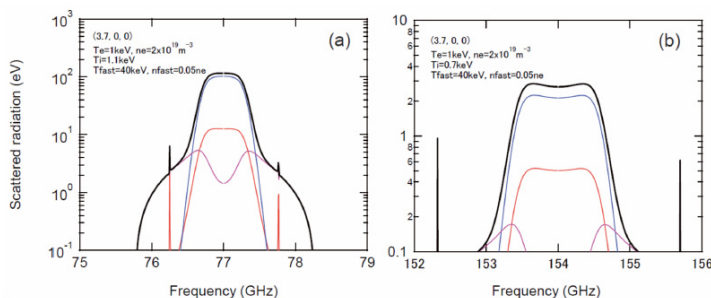 Scattered radiation (eV)
10³
10²
10¹
10⁰
10⁻¹
(3.7, 0, 0)
Te=1keV, ne=2x10¹⁹m⁻³
Ti=1.1keV
Tfast=40keV, nfast=0.05ne
(a)
75 76 77 78 79
Frequency (GHz)
10
8
6
4
2
1
8
6
4
2
0.1
(3.7, 0, 0)
Te=1keV, ne=2x10¹⁹m⁻³
Ti=0.7keV
Tfast=40keV, nfast=0.05ne
(b)
152 153 154 155 156
Frequency (GHz)